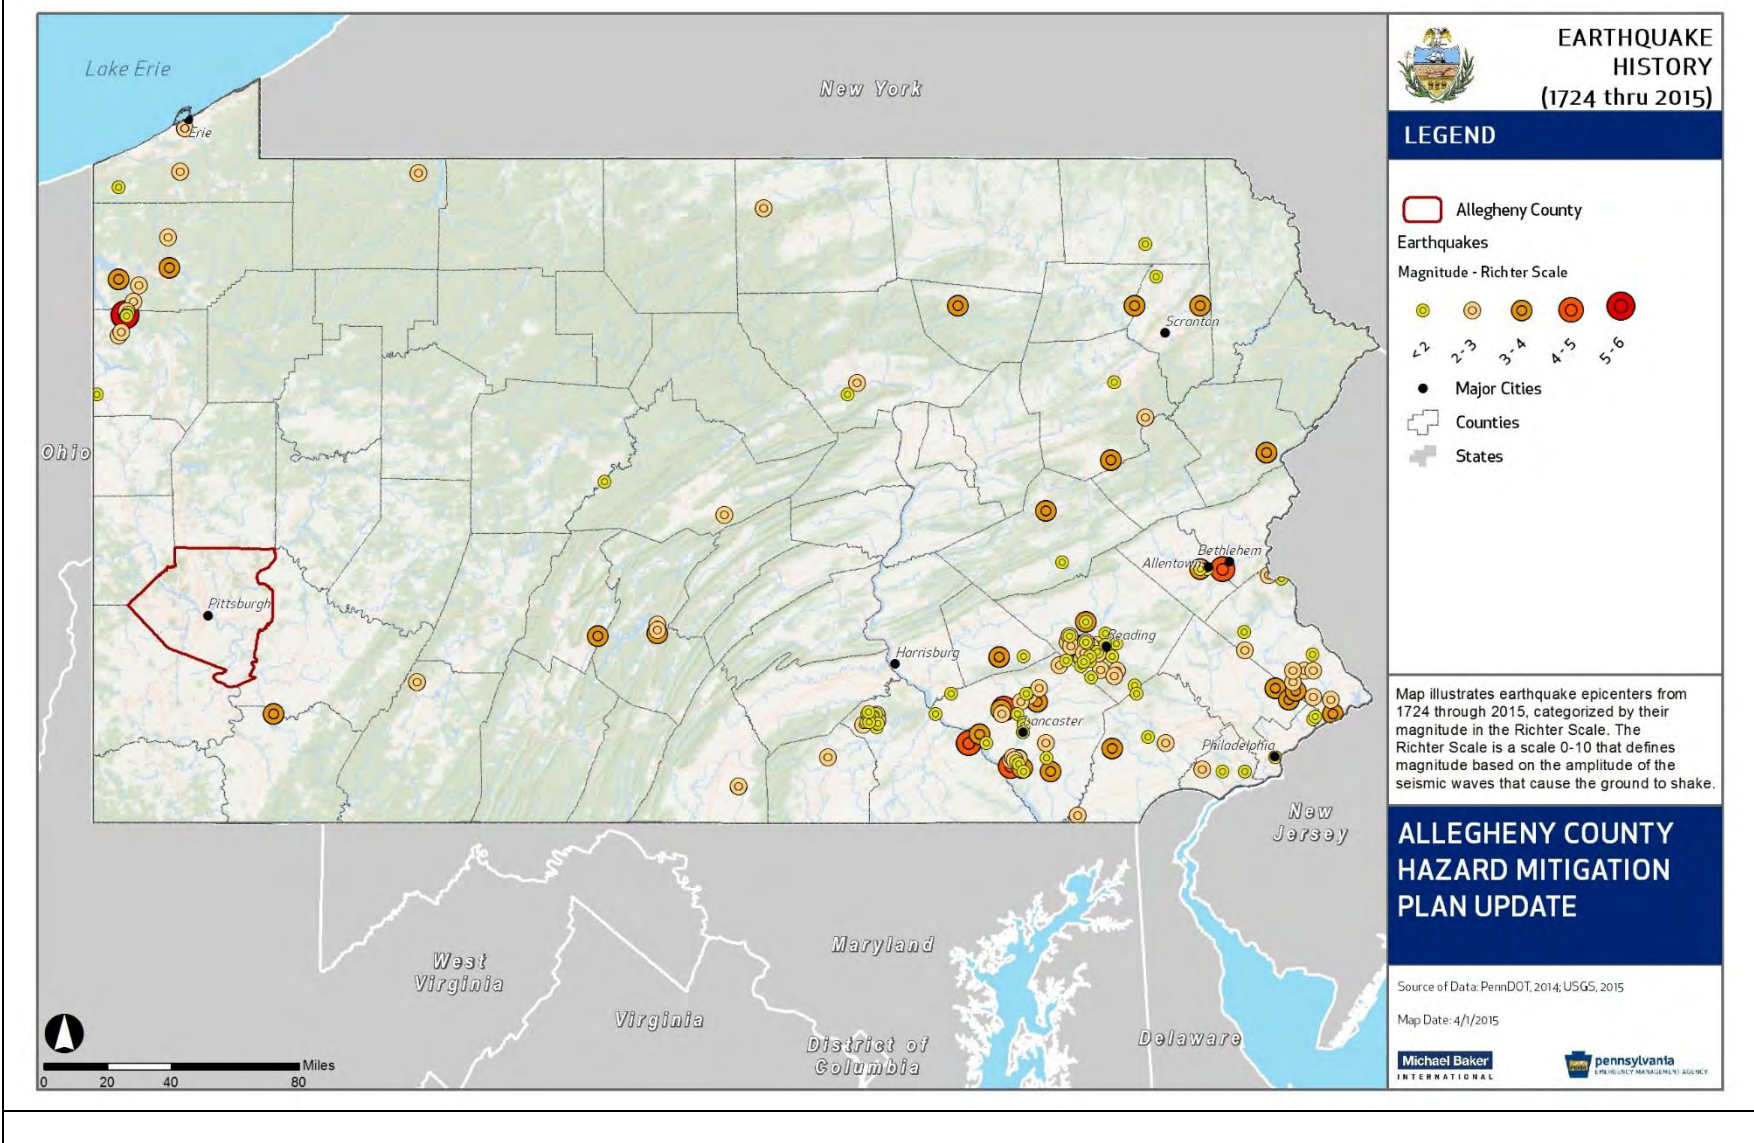 Lake Erie
New York
Erie
Scranton
Ohio
Bethlehem
Allentown
Pittsburgh
Reading
Harrisburg
Lancaster
Philadelphia
New
Jersey
Maryland
West
Virginia
Virginia
District of
Columbia
Delaware
Miles
0 20 40 80
EARTHQUAKE
HISTORY
(1724 thru 2015)
LEGEND
Allegheny County
Earthquakes
Magnitude - Richter Scale
<2 2-3 3-4 4-5 5-6
Major Cities
Counties
States
Map illustrates earthquake epicenters from
1724 through 2015, categorized by their
magnitude in the Richter Scale. The
Richter Scale is a scale 0-10 that defines
magnitude based on the amplitude of the
seismic waves that cause the ground to shake.
ALLEGHENY COUNTY
HAZARD MITIGATION
PLAN UPDATE
Source of Data: PennDOT, 2014; USGS, 2015
Map Date: 4/1/2015
Michael Baker
INTERNATIONAL
pennsylvania
EMERGENCY MANAGEMENT AGENCY